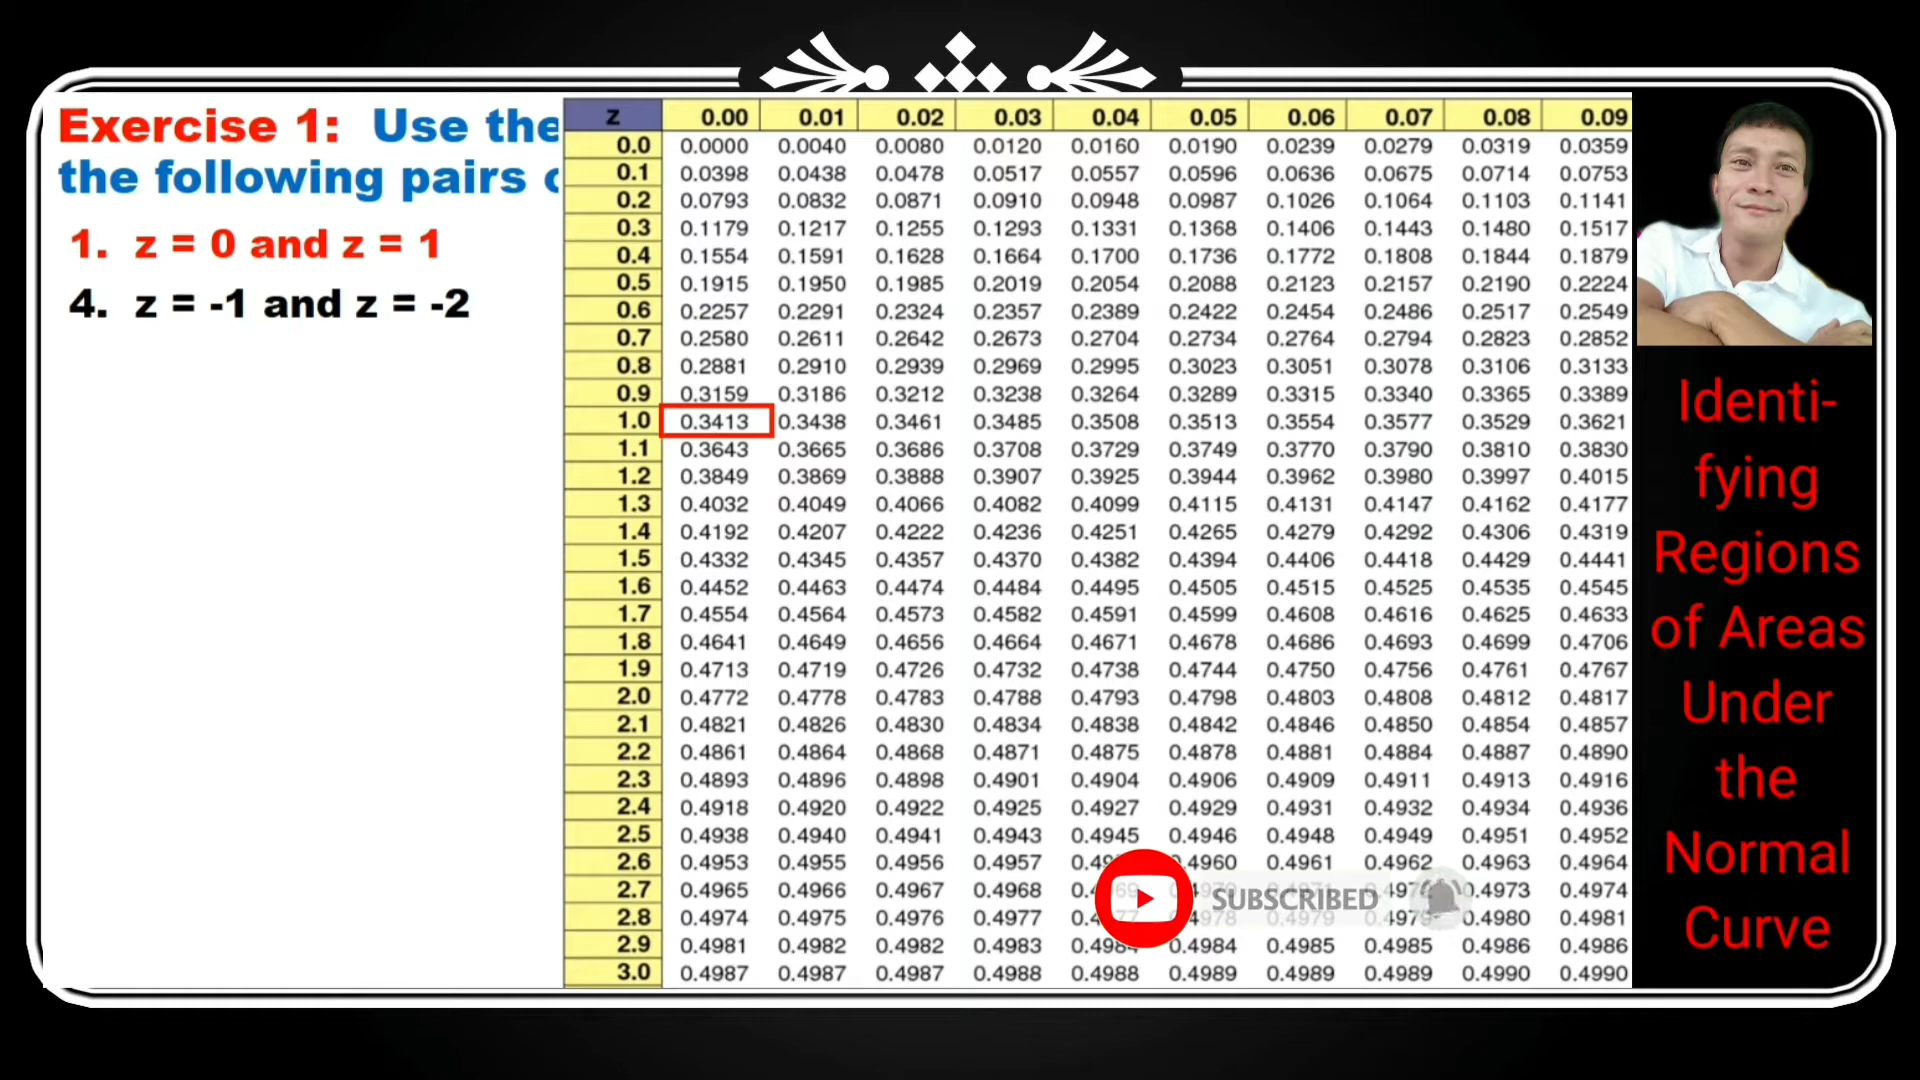 Exercise 1: Use the
the following pairs
1. z = 0 and z = 1
4. z = -1 and z = -2
z 0.00 0.01 0.02 0.03 0.04 0.05 0.06 0.07 0.08 0.09
0.0 0.0000 0.0040 0.0080 0.0120 0.0160 0.0190 0.0239 0.0279 0.0319 0.0359
0.1 0.0398 0.0438 0.0478 0.0517 0.0557 0.0596 0.0636 0.0675 0.0714 0.0753
0.2 0.0793 0.0832 0.0871 0.0910 0.0948 0.0987 0.1026 0.1064 0.1103 0.1141
0.3 0.1179 0.1217 0.1255 0.1293 0.1331 0.1368 0.1406 0.1443 0.1480 0.1517
0.4 0.1554 0.1591 0.1628 0.1664 0.1700 0.1736 0.1772 0.1808 0.1844 0.1879
0.5 0.1915 0.1950 0.1985 0.2019 0.2054 0.2088 0.2123 0.2157 0.2190 0.2224
0.6 0.2257 0.2291 0.2324 0.2357 0.2389 0.2422 0.2454 0.2486 0.2517 0.2549
0.7 0.2580 0.2611 0.2642 0.2673 0.2704 0.2734 0.2764 0.2794 0.2823 0.2852
0.8 0.2881 0.2910 0.2939 0.2969 0.2995 0.3023 0.3051 0.3078 0.3106 0.3133
0.9 0.3159 0.3186 0.3212 0.3238 0.3264 0.3289 0.3315 0.3340 0.3365 0.3389
1.0 0.3413 0.3438 0.3461 0.3485 0.3508 0.3513 0.3554 0.3577 0.3529 0.3621
1.1 0.3643 0.3665 0.3686 0.3708 0.3729 0.3749 0.3770 0.3790 0.3810 0.3830
1.2 0.3849 0.3869 0.3888 0.3907 0.3925 0.3944 0.3962 0.3980 0.3997 0.4015
1.3 0.4032 0.4049 0.4066 0.4082 0.4099 0.4115 0.4131 0.4147 0.4162 0.4177
1.4 0.4192 0.4207 0.4222 0.4236 0.4251 0.4265 0.4279 0.4292 0.4306 0.4319
1.5 0.4332 0.4345 0.4357 0.4370 0.4382 0.4394 0.4406 0.4418 0.4429 0.4441
1.6 0.4452 0.4463 0.4474 0.4484 0.4495 0.4505 0.4515 0.4525 0.4535 0.4545
1.7 0.4554 0.4564 0.4573 0.4582 0.4591 0.4599 0.4608 0.4616 0.4625 0.4633
1.8 0.4641 0.4649 0.4656 0.4664 0.4671 0.4678 0.4686 0.4693 0.4699 0.4706
1.9 0.4713 0.4719 0.4726 0.4732 0.4738 0.4744 0.4750 0.4756 0.4761 0.4767
2.0 0.4772 0.4778 0.4783 0.4788 0.4793 0.4798 0.4803 0.4808 0.4812 0.4817
2.1 0.4821 0.4826 0.4830 0.4834 0.4838 0.4842 0.4846 0.4850 0.4854 0.4857
2.2 0.4861 0.4864 0.4868 0.4871 0.4875 0.4878 0.4881 0.4884 0.4887 0.4890
2.3 0.4893 0.4896 0.4898 0.4901 0.4904 0.4906 0.4909 0.4911 0.4913 0.4916
2.4 0.4918 0.4920 0.4922 0.4925 0.4927 0.4929 0.4931 0.4932 0.4934 0.4936
2.5 0.4938 0.4940 0.4941 0.4943 0.4945 0.4946 0.4948 0.4949 0.4951 0.4952
2.6 0.4953 0.4955 0.4956 0.4957 0.4960 0.4961 0.4962 0.4963 0.4964
2.7 0.4965 0.4966 0.4967 0.4968 0.4973 0.4974
2.8 0.4974 0.4975 0.4976 0.4977 0.4980 0.4981
2.9 0.4981 0.4982 0.4982 0.4983 0.4984 0.4984 0.4985 0.4985 0.4986 0.4986
3.0 0.4987 0.4987 0.4987 0.4988 0.4988 0.4989 0.4989 0.4989 0.4990 0.4990
SUBSCRIBED
Identi-
fying
Regions
of Areas
Under
the
Normal
Curve